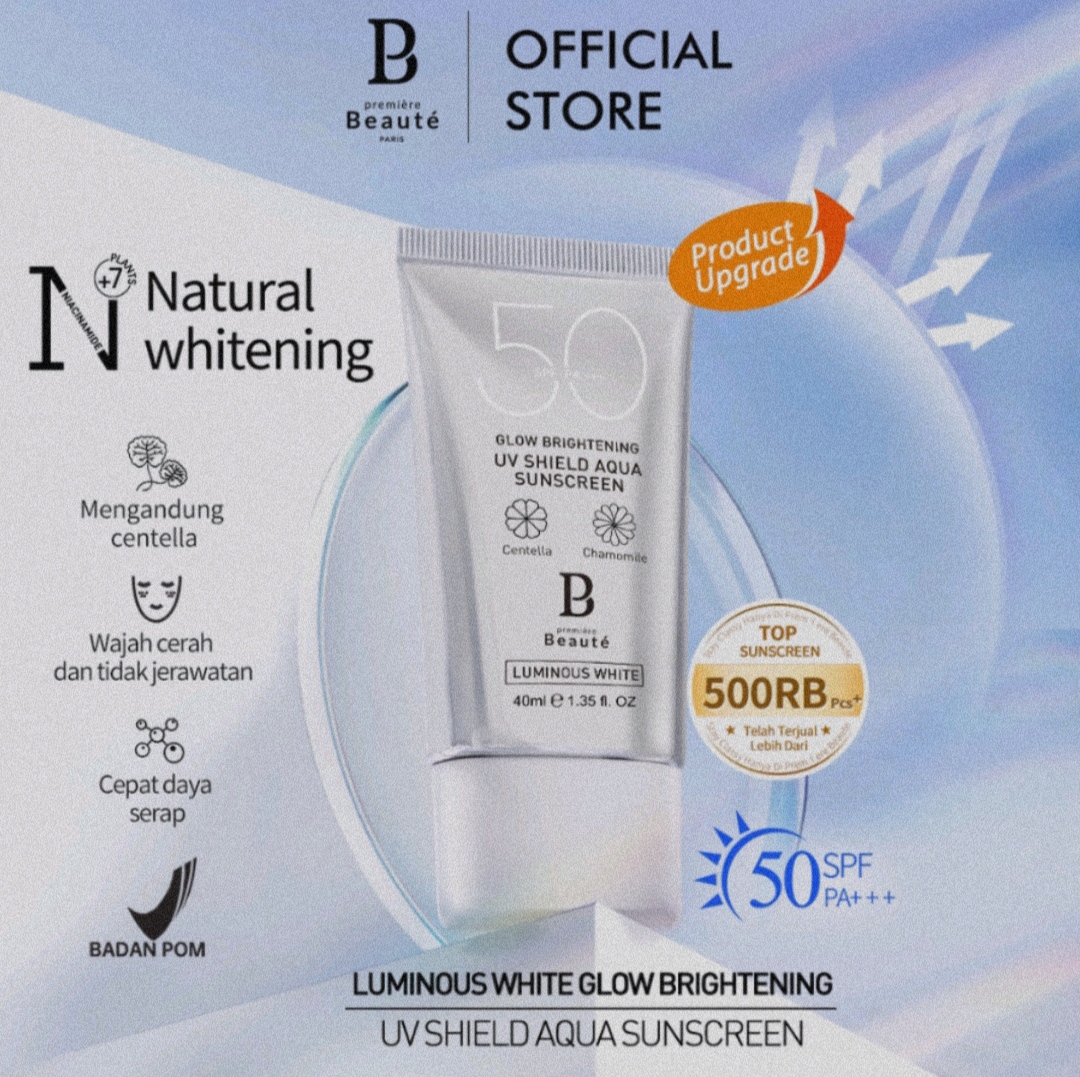 B
première
Beauté
PARIS
OFFICIAL
STORE
Product
Upgrade
N
NIACINAMIDE
+7
PLANTS
Natural
whitening
Mengandung
centella
Wajah cerah
dan tidak jerawatan
Cepat daya
serap
BADAN POM
50
GLOW BRIGHTENING
UV SHIELD AQUA
SUNSCREEN
Centella
Chamomile
B
première
Beauté
LUMINOUS WHITE
40ml ℮ 1.35 fl. OZ
TOP
SUNSCREEN
500RB Pcs+
★ Telah Terjual ★
Lebih Dari
50 SPF
PA+++
LUMINOUS WHITE GLOW BRIGHTENING
UV SHIELD AQUA SUNSCREEN